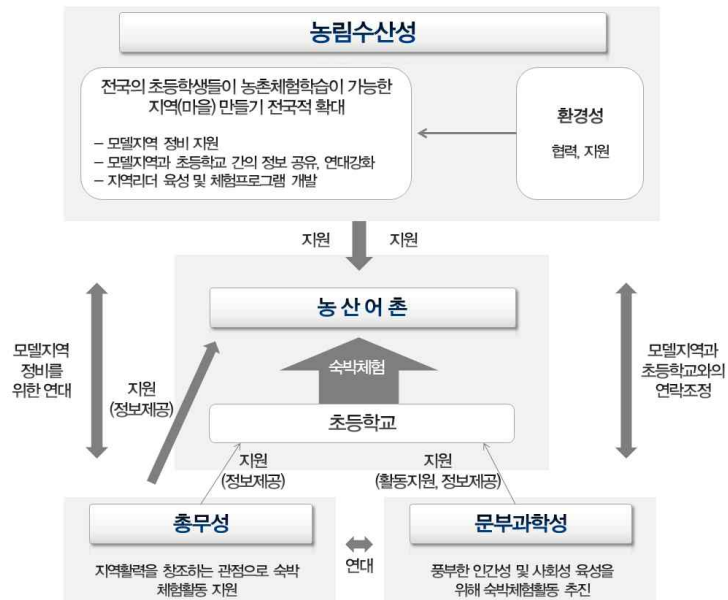 농림수산성
전국의 초등학생들이 농촌체험학습이 가능한
지역(마을) 만들기 전국적 확대
– 모델지역 정비 지원
– 모델지역과 초등학교 간의 정보 공유, 연대강화
– 지역리더 육성 및 체험프로그램 개발
환경성
협력, 지원
지원
지원
농산어촌
숙박체험
초등학교
모델지역
정비를
위한 연대
지원
(정보제공)
모델지역과
초등학교와의
연락조정
지원
(정보제공)
지원
(활동지원, 정보제공)
총무성
지역활력을 창조하는 관점으로 숙박
체험활동 지원
연대
문부과학성
풍부한 인간성 및 사회성 육성을
위해 숙박체험활동 추진